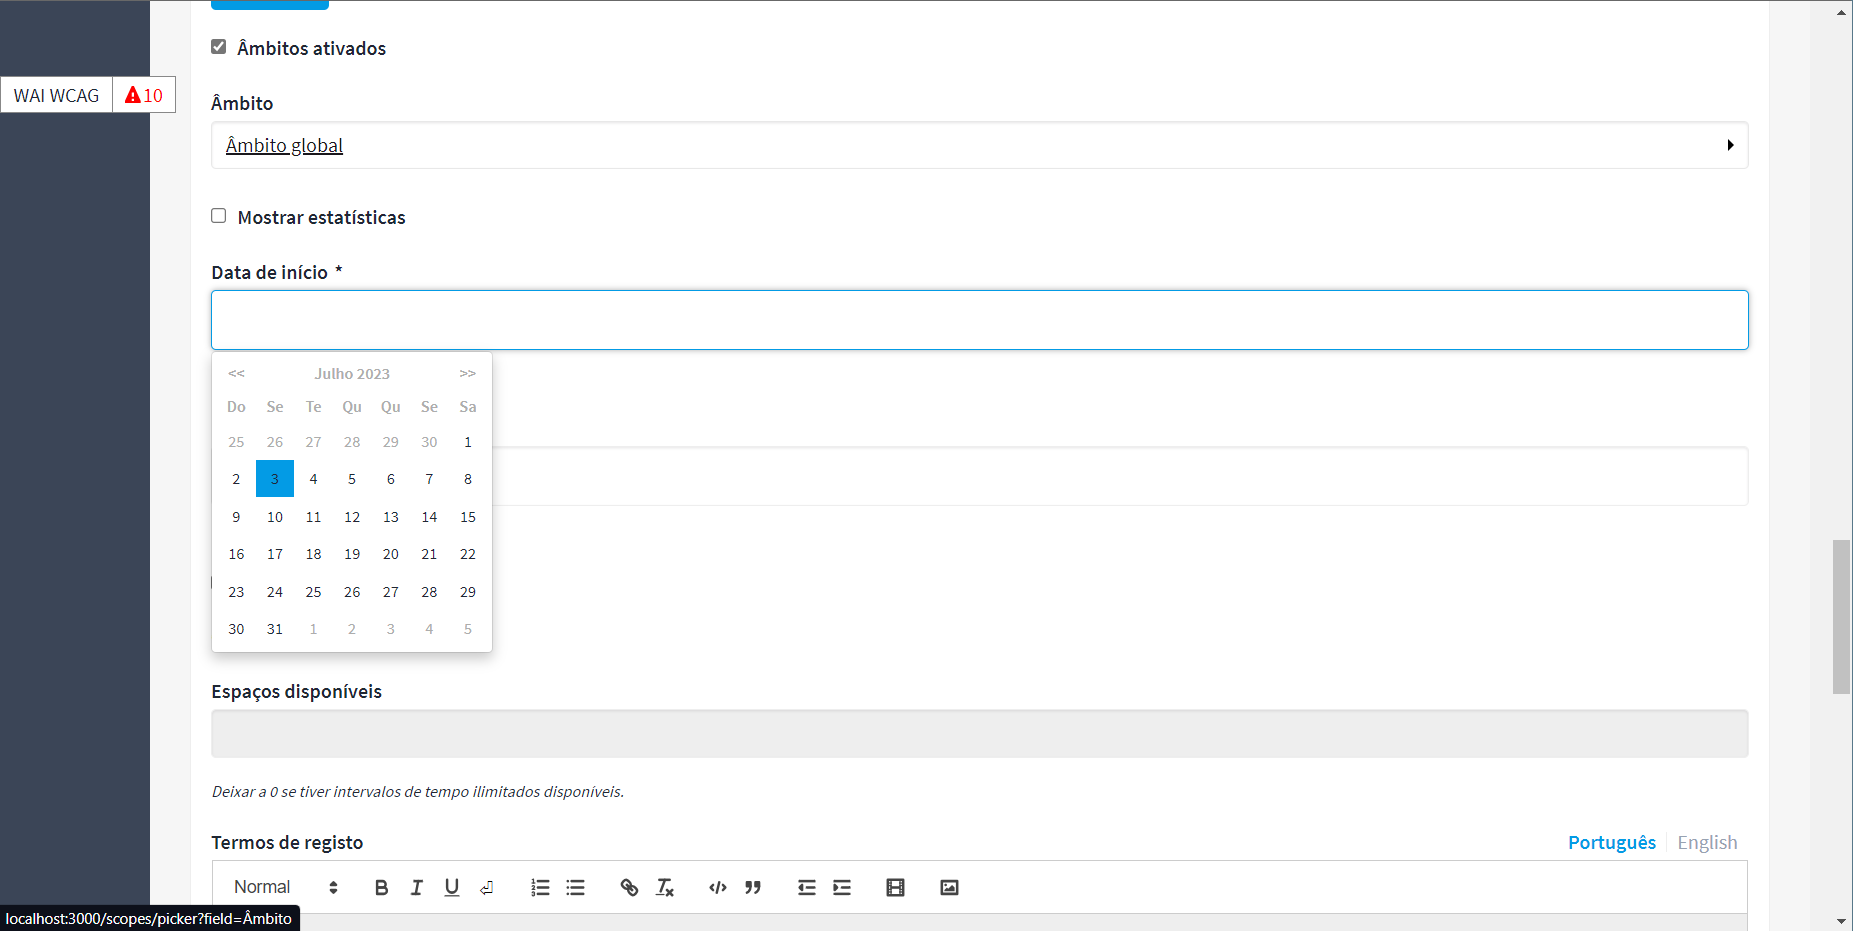 Âmbitos ativados
WAI WCAG 10
Âmbito
Âmbito global
Mostrar estatísticas
Data de início *
<< Julho 2023 >>
Do Se Te Qu Qu Se Sa
25 26 27 28 29 30 1
2 3 4 5 6 7 8
9 10 11 12 13 14 15
16 17 18 19 20 21 22
23 24 25 26 27 28 29
30 31 1 2 3 4 5
Espaços disponíveis
Deixar a 0 se tiver intervalos de tempo ilimitados disponíveis.
Termos de registo Português English
Normal
localhost:3000/scopes/picker?field=Âmbito